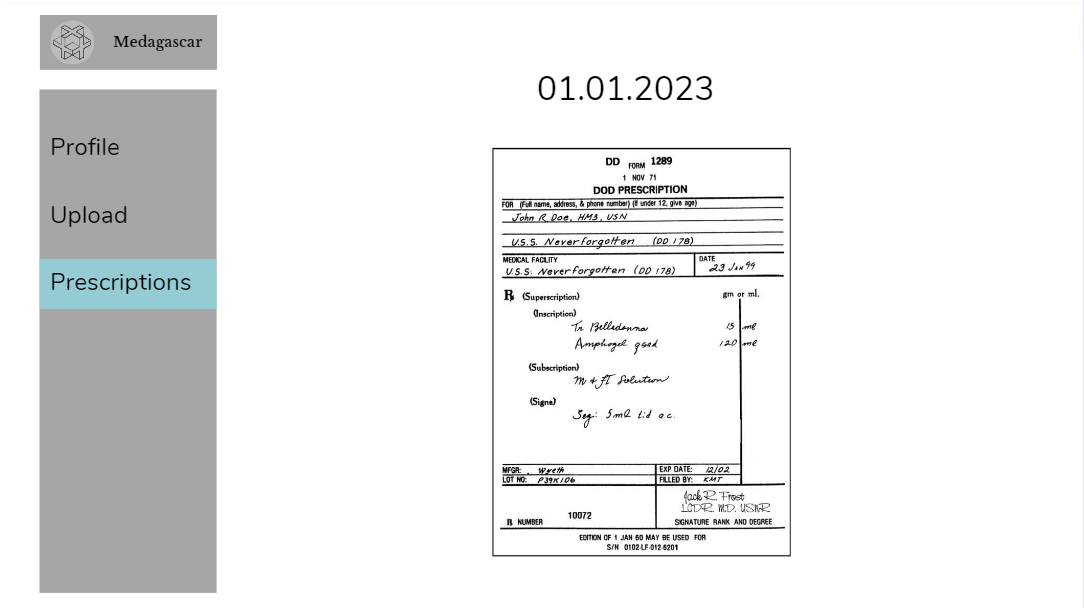 Medagascar
Profile
Upload
Prescriptions
01.01.2023
DD FORM 1289
1 NOV 71
DOD PRESCRIPTION
FOR (Full name, address, & phone number) (If under 12, give age)
John R. Doe, HM3, USN
U.S.S. Neverforgotten (DD 178)
MEDICAL FACILITY
U.S.S. Neverforgotten (DD 178)
DATE
23 Jan 99
℞ (Superscription)
gm or ml.
(Inscription)
Tr Belladonna 15 ml
Amphogel qsad 120 ml
(Subscription)
M & Ft Solution
(Signa)
Sig: 5ml tid a.c.
MFGR: Wyeth
EXP DATE: 12/02
LOT NO: P39K106
FILLED BY: KMT
Jack R. Frost
LCDR. M.D. USNR
℞ NUMBER 10072
SIGNATURE RANK AND DEGREE
EDITION OF 1 JAN 60 MAY BE USED FOR
S/N 0102-LF-012-6201